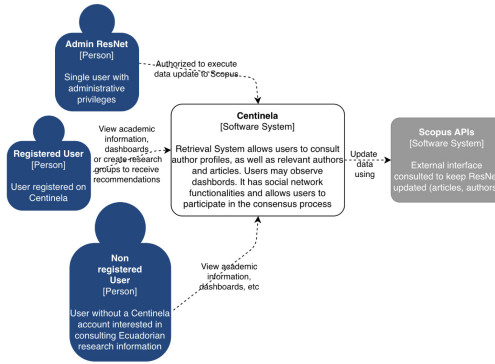 Admin ResNet
[Person]
Single user with
administrative
privileges
Authorized to execute
data update to Scopus
Registered User
[Person]
User registered on
Centinela
View academic
information,
dashboards,
or create research
groups to receive
recommendations
Centinela
[Software System]
Retrieval System allows users to consult
author profiles, as well as relevant authors
and articles. Users may observe
dashbords. It has social network
functionalities and allows users to
participate in the consensus process
Update
data
using
Scopus APIs
[Software System]
External interface
consulted to keep ResNe
updated (articles, authors
Non
registered
User
[Person]
User without a Centinela
account interested in
consulting Ecuadorian
research information
View academic
information,
dashboards, etc